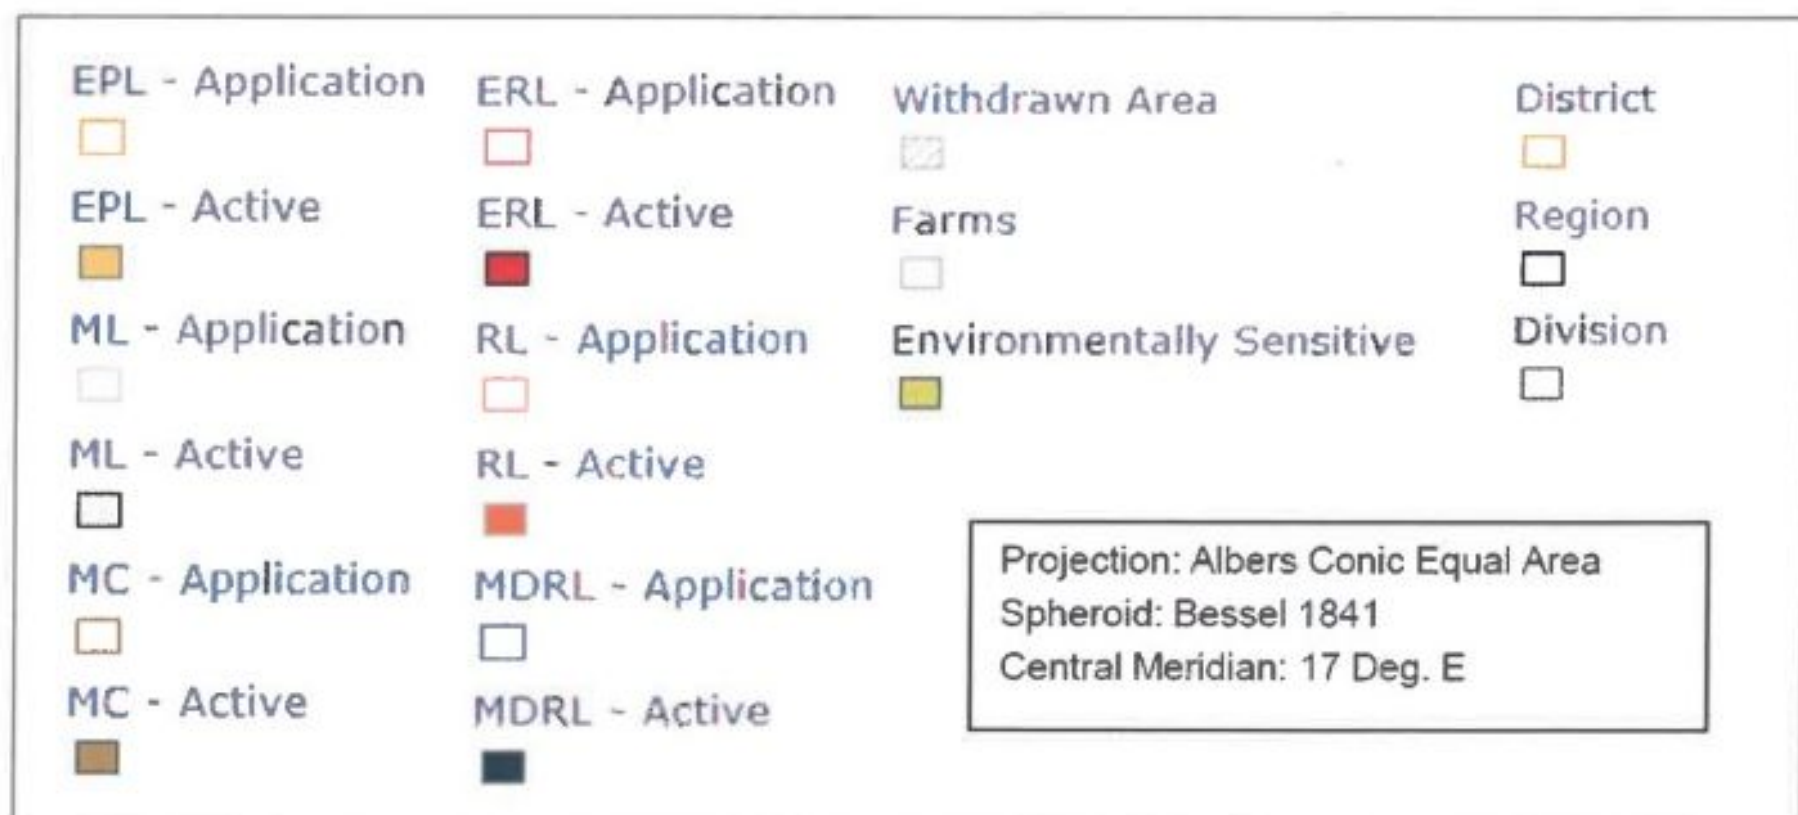 EPL - Application
EPL - Active
ML - Application
ML - Active
MC - Application
MC - Active
ERL - Application
ERL - Active
RL - Application
RL - Active
MDRL - Application
MDRL - Active
Withdrawn Area
Farms
Environmentally Sensitive
District
Region
Division
Projection: Albers Conic Equal Area
Spheroid: Bessel 1841
Central Meridian: 17 Deg. E